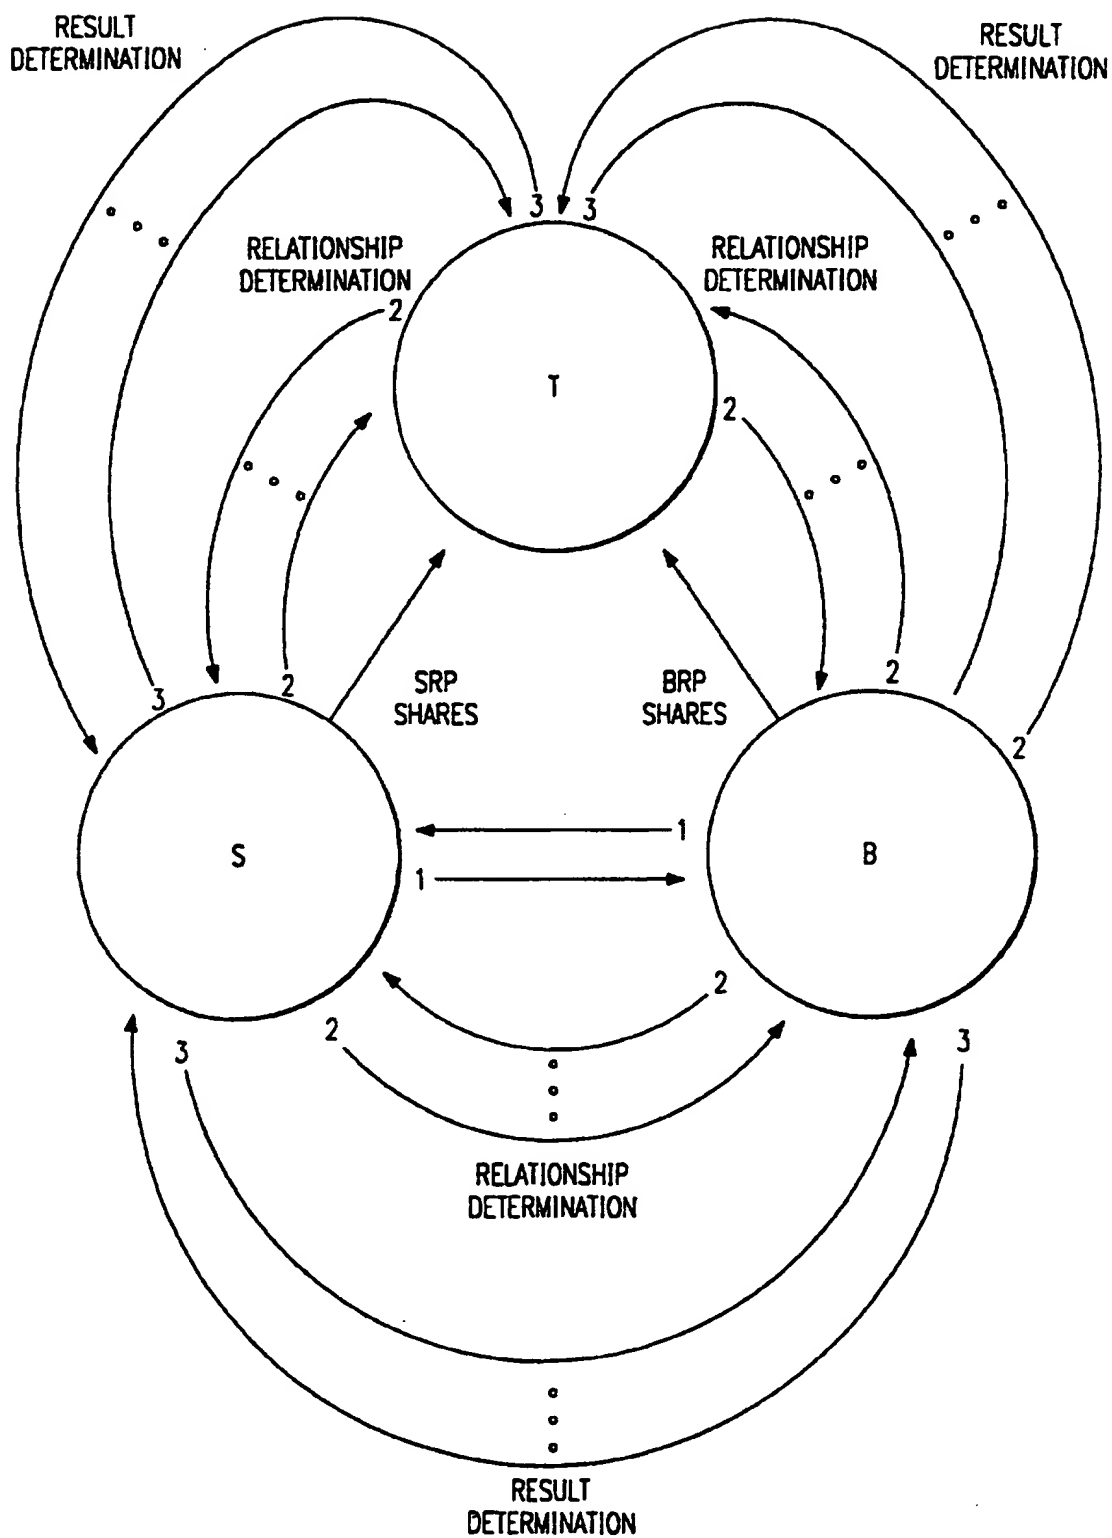 RESULT
DETERMINATION
RESULT
DETERMINATION
3
3
RELATIONSHIP
DETERMINATION
RELATIONSHIP
DETERMINATION
2
T
2
SRP
SHARES
BRP
SHARES
3
2
2
2
1
S
B
1
2
2
3
3
RELATIONSHIP
DETERMINATION
RESULT
DETERMINATION